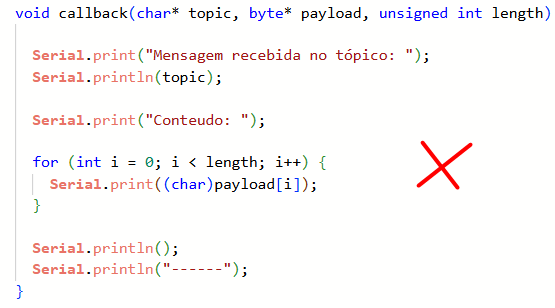 void callback(char* topic, byte* payload, unsigned int length)
Serial.print("Mensagem recebida no tópico: ");
Serial.println(topic);
Serial.print("Conteudo: ");
for (int i = 0; i < length; i++) {
Serial.print((char)payload[i]);
}
Serial.println();
Serial.println("------");
}